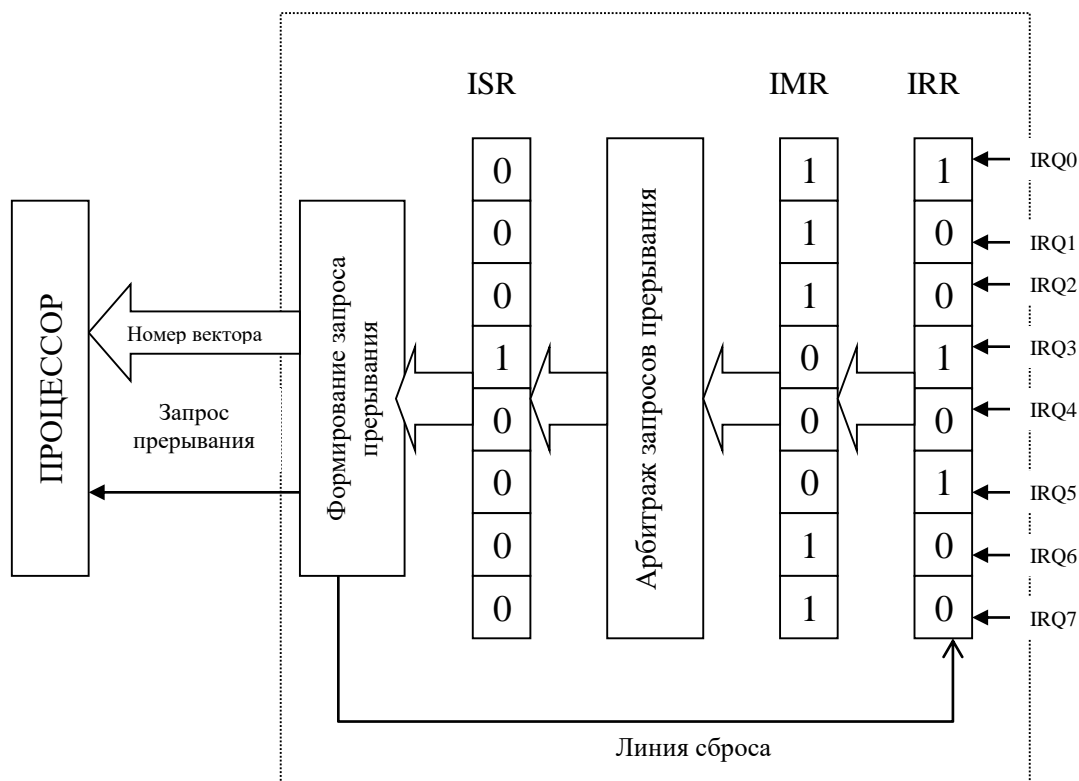 ISR IMR IRR
0 1 1 IRQ0
0 1 0 IRQ1
0 1 0 IRQ2
1 0 1 IRQ3
0 0 0 IRQ4
0 0 1 IRQ5
0 1 0 IRQ6
0 1 0 IRQ7
ПРОЦЕССОР
Номер вектора
Запрос
прерывания
Формирование запроса
прерывания
Арбитраж запросов прерывания
Линия сброса